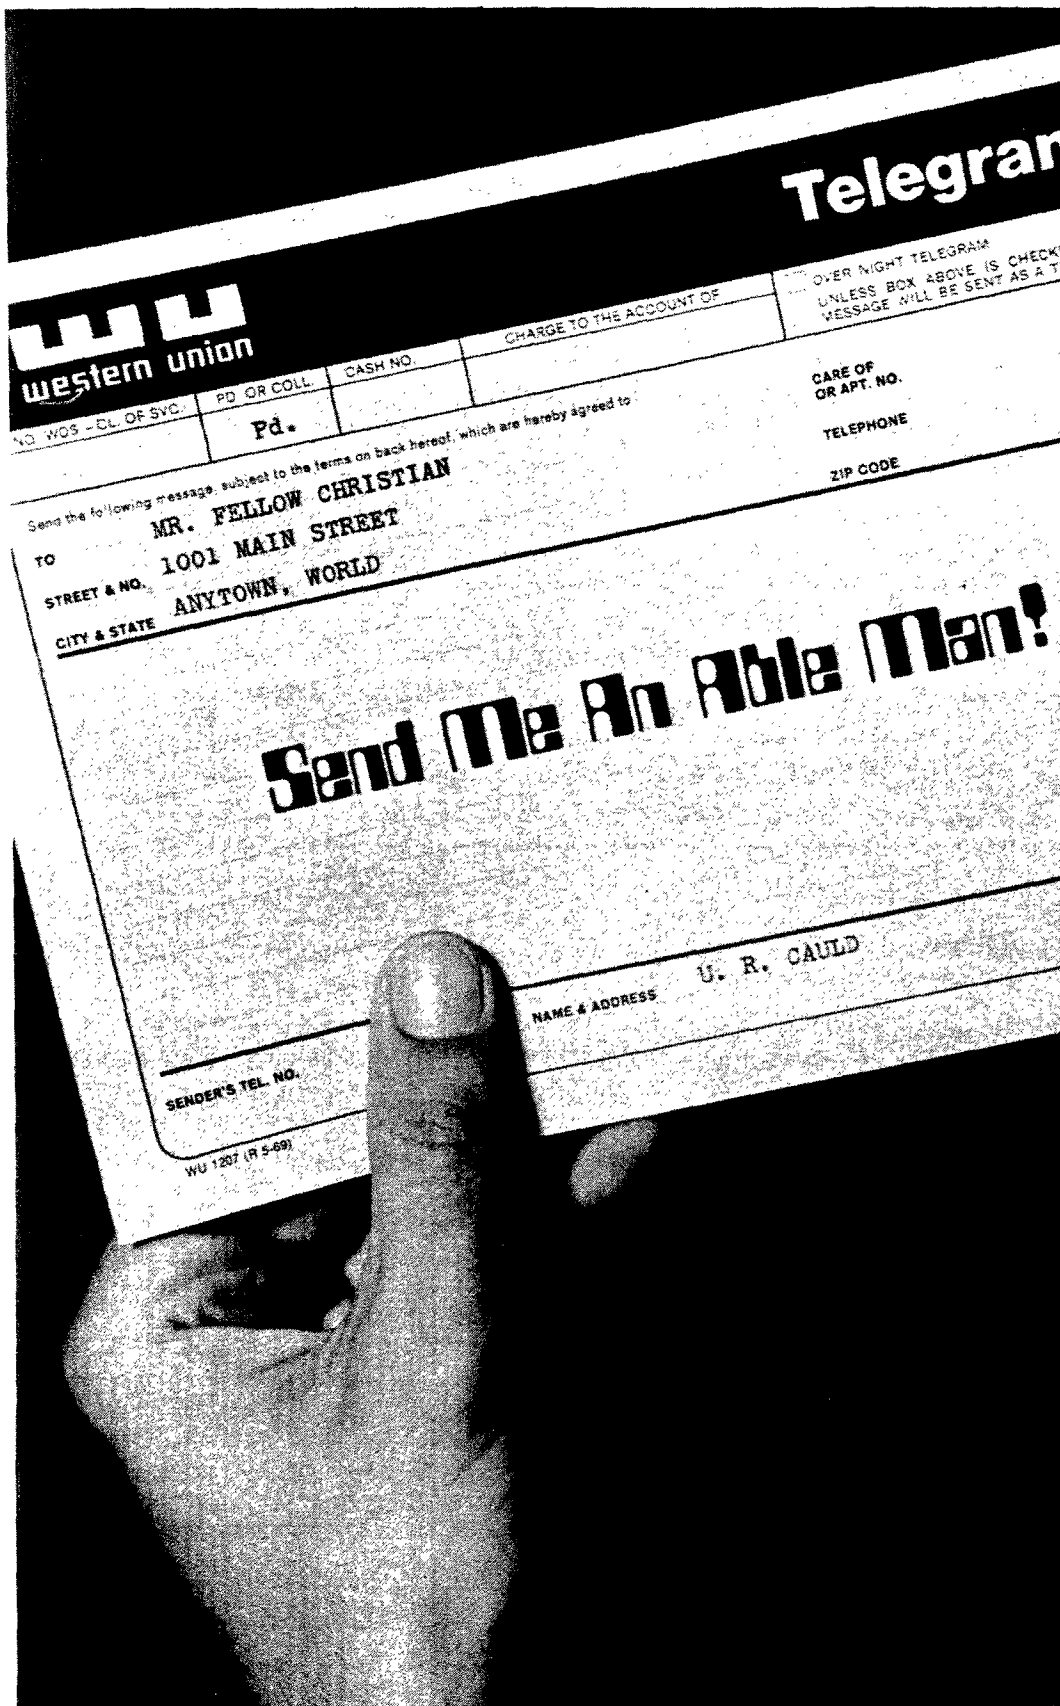 Telegram
western union
OVER NIGHT TELEGRAM
UNLESS BOX ABOVE IS CHECK
MESSAGE WILL BE SENT AS A T
NO. WDS.-CL. OF SVC. PD. OR COLL. CASH NO. CHARGE TO THE ACCOUNT OF
Pd.
Send the following message, subject to the terms on back hereof, which are hereby agreed to
TO MR. FELLOW CHRISTIAN
CARE OF
OR APT. NO.
STREET & NO. 1001 MAIN STREET
TELEPHONE
CITY & STATE ANYTOWN, WORLD
ZIP CODE
Send Me An Able Man!
SENDER'S TEL. NO. NAME & ADDRESS U. R. CAULD
WU 1207 (R 5-69)